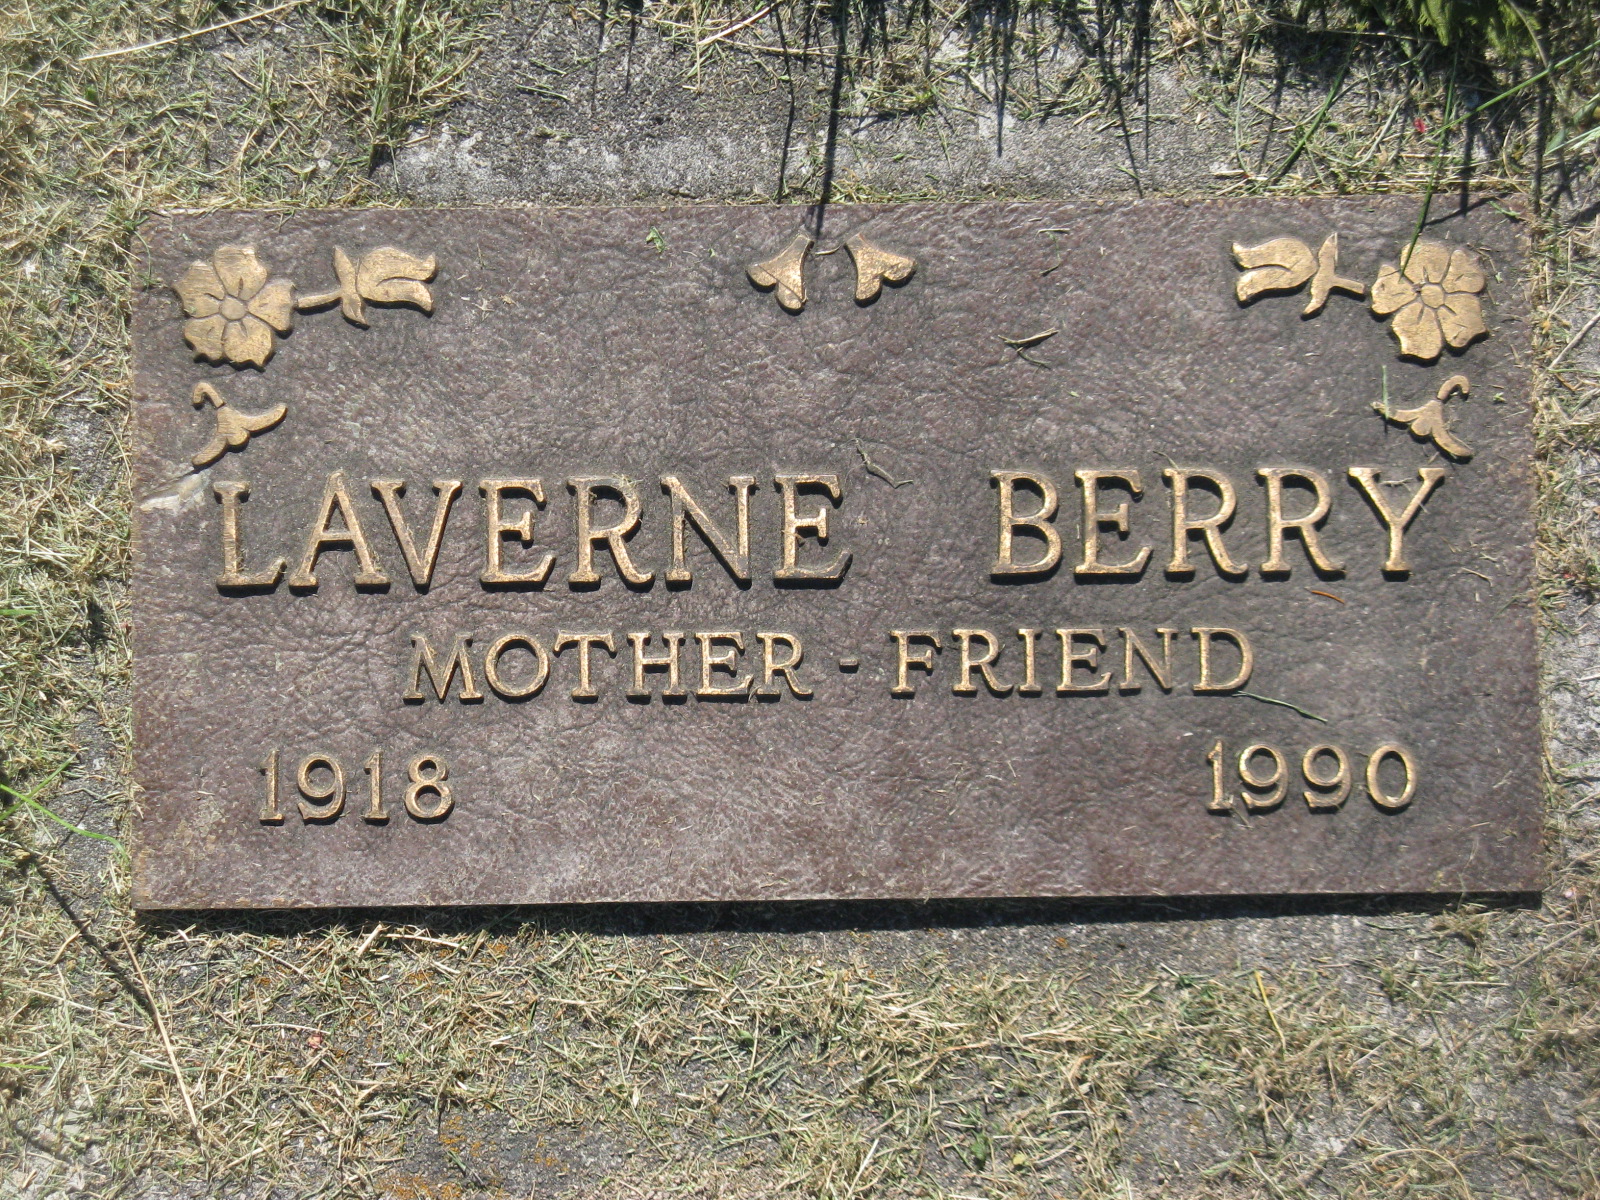 LAVERNE BERRY
MOTHER - FRIEND
1918 1990